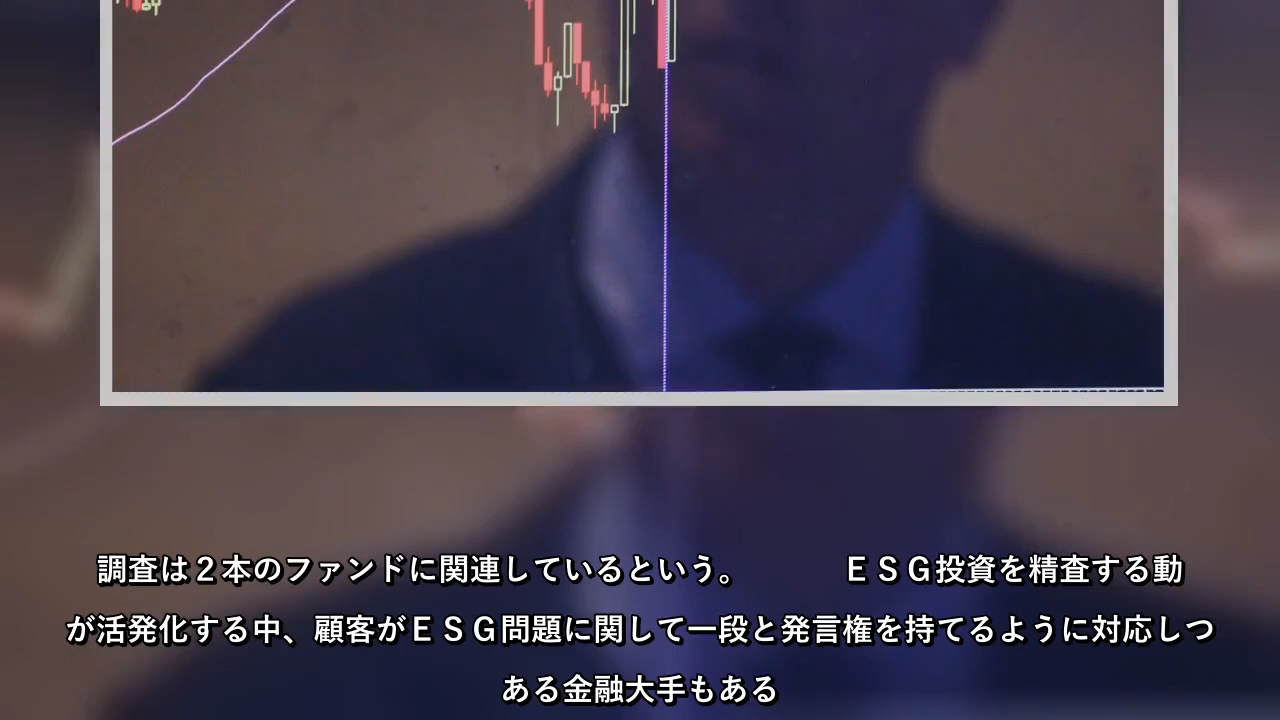 調査は２本のファンドに関連しているという。　　　ＥＳＧ投資を精査する動
が活発化する中、顧客がＥＳＧ問題に関して一段と発言権を持てるように対応しつ
ある金融大手もある